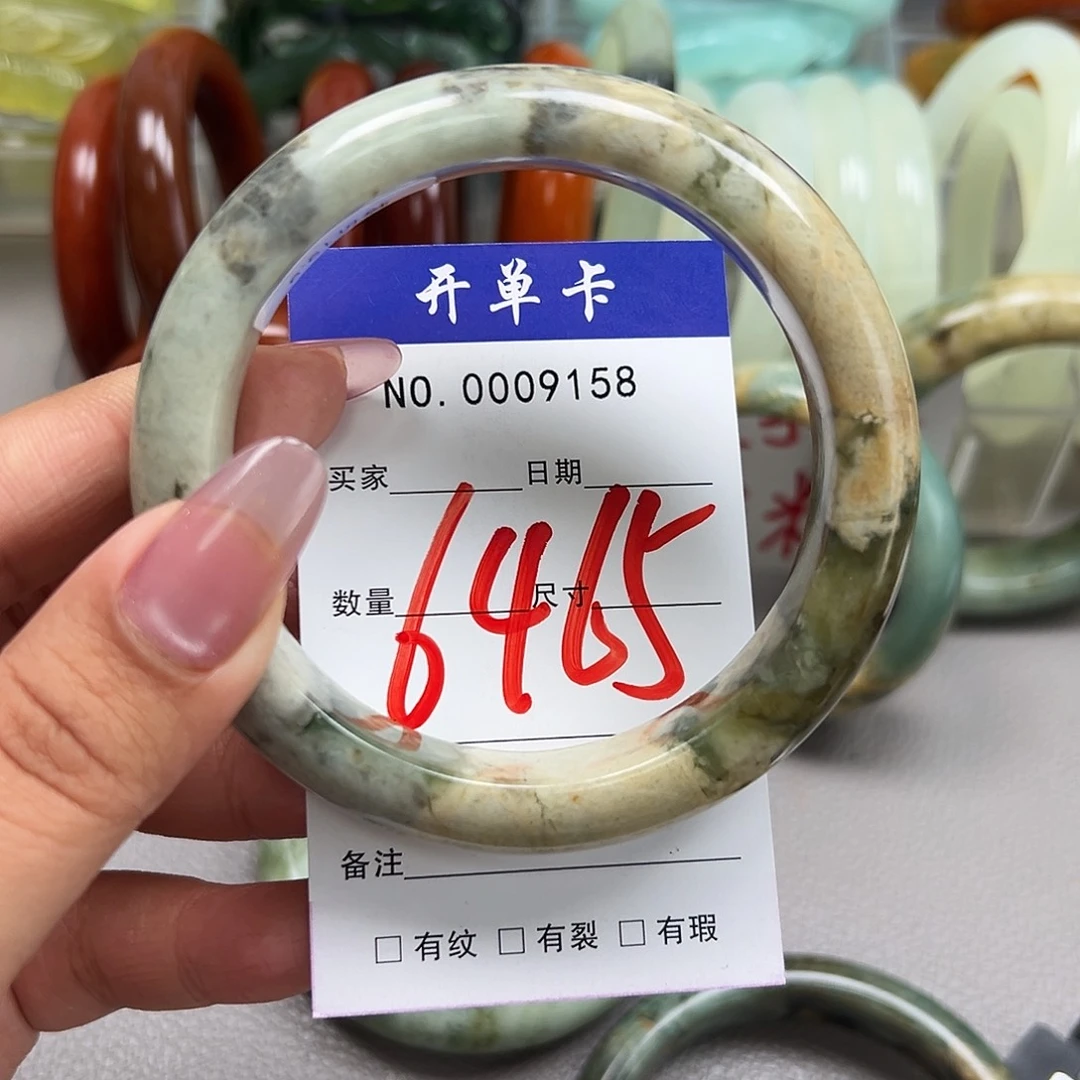 开单卡
NO. 0009158
买家 日期
6465
数量 尺寸
备注
□ 有纹 □ 有裂 □ 有瑕